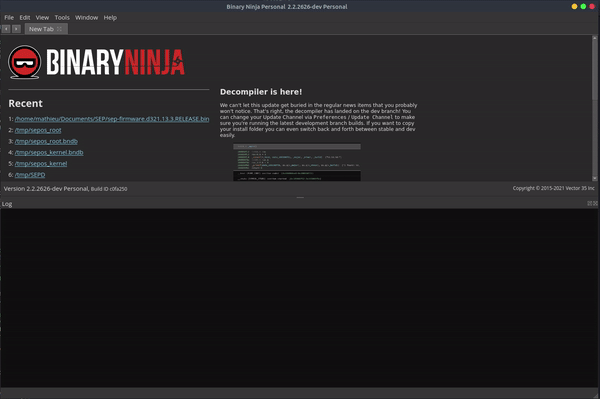 Binary Ninja Personal 2.2.2626-dev Personal
File Edit View Tools Window Help
New Tab
BINARYNINJA
Recent
1: /home/mathieu/Documents/SEP/sep-firmware.d321.13.3.RELEASE.bin
2: /tmp/sepos_root
3: /tmp/sepos_root.bndb
4: /tmp/sepos_kernel.bndb
5: /tmp/sepos_kernel
6: /tmp/SEPD
Decompiler is here!
We can't let this update get buried in the regular news items that you probably
won't notice. That's right, the decompiler has landed on the dev branch! You
can change your Update Channel via Preferences / Update Channel to make
sure you're running the latest development branch builds. If you want to copy
your install folder you can even switch back and forth between stable and dev
easily.
Version 2.2.2626-dev Personal, Build ID c0fa250
Copyright © 2015-2021 Vector 35 Inc
Log